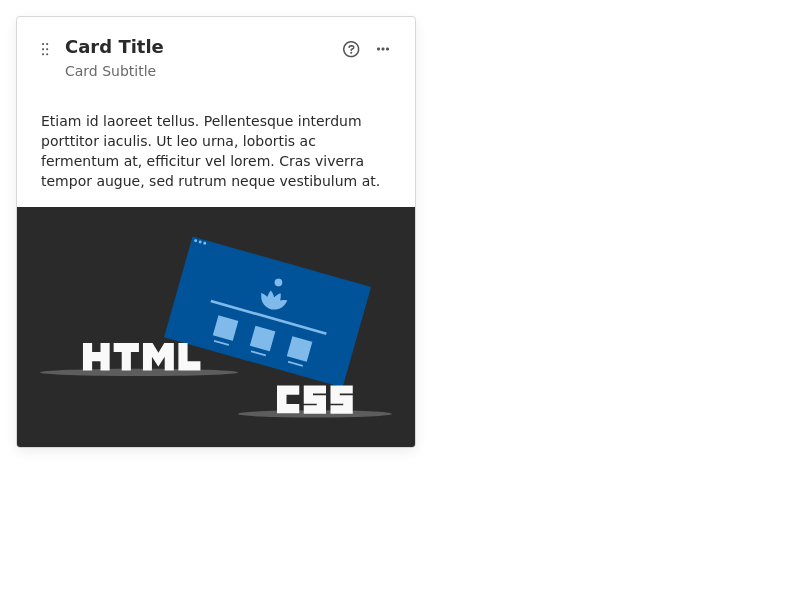 Card Title
Card Subtitle
Etiam id laoreet tellus. Pellentesque interdum
porttitor iaculis. Ut leo urna, lobortis ac
fermentum at, efficitur vel lorem. Cras viverra
tempor augue, sed rutrum neque vestibulum at.
HTML
CSS